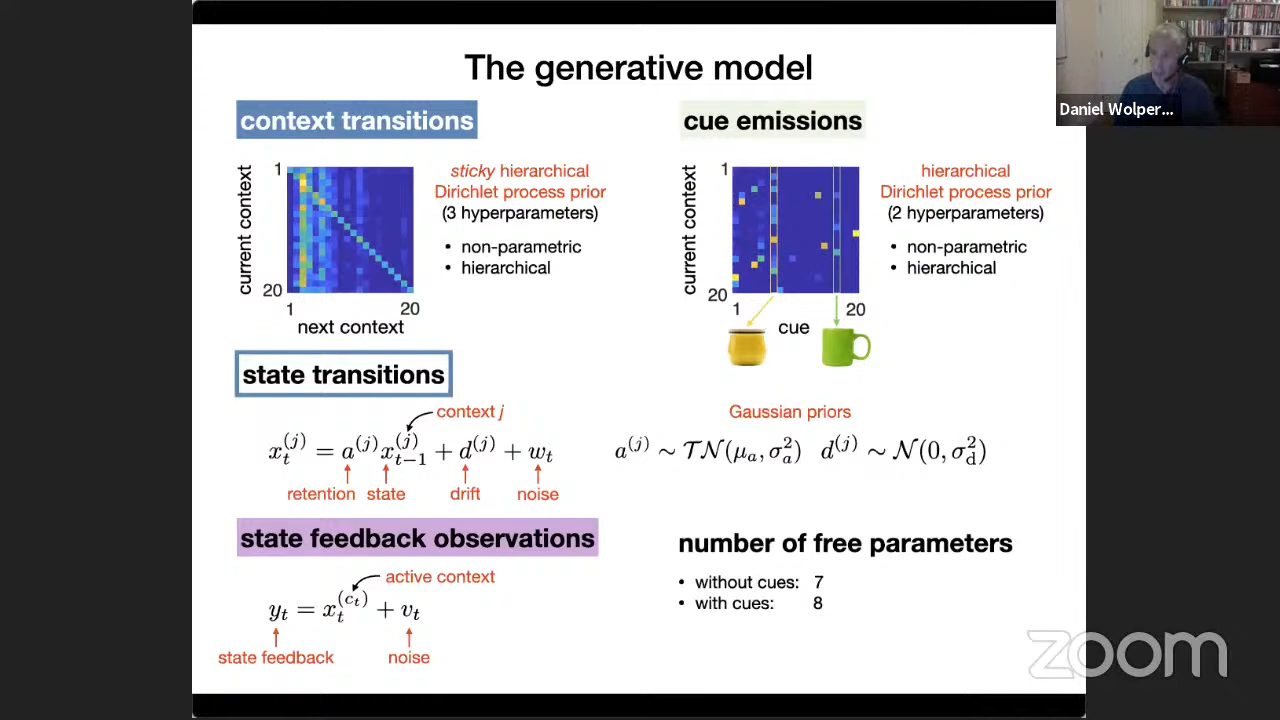 The generative model
Daniel Wolper...
context transitions
current context
1
20
1
20
next context
sticky hierarchical
Dirichlet process prior
(3 hyperparameters)
• non-parametric
• hierarchical
cue emissions
current context
1
20
1
20
cue
hierarchical
Dirichlet process prior
(2 hyperparameters)
• non-parametric
• hierarchical
state transitions
context j
x_t^{(j)} = a^{(j)} x_{t-1}^{(j)} + d^{(j)} + w_t
retention state drift noise
Gaussian priors
a^{(j)} ∼ 𝒯𝒩(μ_a, σ_a^2) d^{(j)} ∼ 𝒩(0, σ_d^2)
state feedback observations
active context
y_t = x_t^{(c_t)} + v_t
state feedback noise
number of free parameters
• without cues: 7
• with cues: 8
zoom